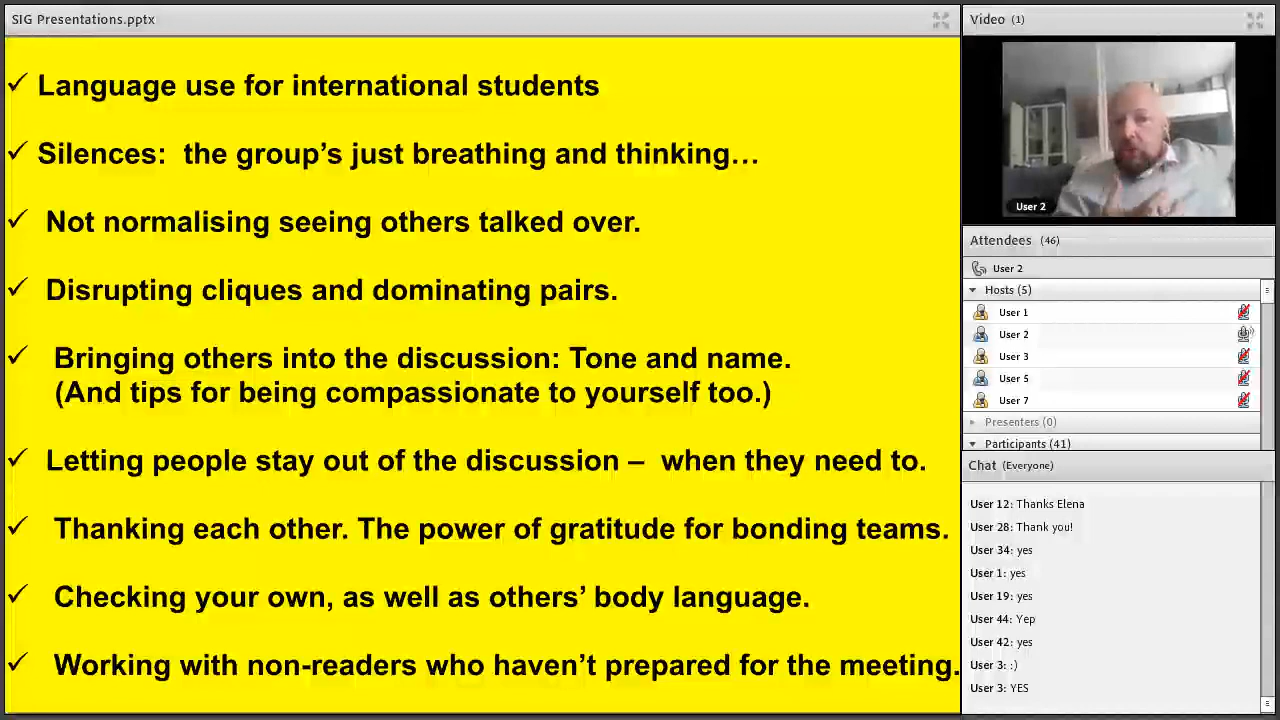 SIG Presentations.pptx
✓ Language use for international students
✓ Silences:  the group’s just breathing and thinking…
✓ Not normalising seeing others talked over.
✓ Disrupting cliques and dominating pairs.
✓ Bringing others into the discussion: Tone and name.
(And tips for being compassionate to yourself too.)
✓ Letting people stay out of the discussion –  when they need to.
✓ Thanking each other. The power of gratitude for bonding teams.
✓ Checking your own, as well as others’ body language.
✓ Working with non-readers who haven’t prepared for the meeting.
Video (1)
User 2
Attendees (46)
User 2
Hosts (5)
User 1
User 2
User 3
User 5
User 7
Presenters (0)
Participants (41)
Chat (Everyone)
User 12: Thanks Elena
User 28: Thank you!
User 34: yes
User 1: yes
User 19: yes
User 44: Yep
User 42: yes
User 3: :)
User 3: YES